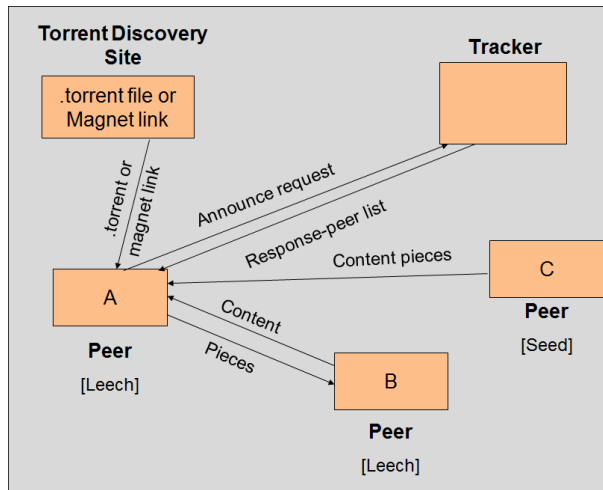 Torrent Discovery
Site
.torrent file or
Magnet link
Tracker
.torrent or
magnet link
Announce request
Response-peer list
Content pieces
A
Peer
[Leech]
Content
Pieces
B
Peer
[Leech]
C
Peer
[Seed]